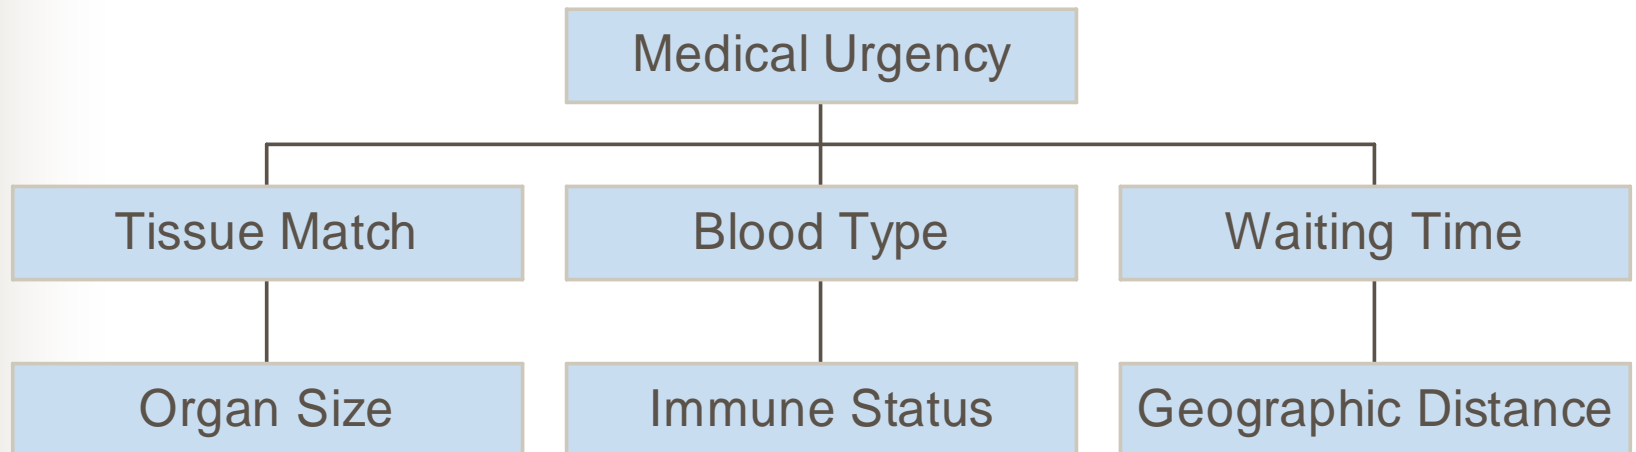 Medical Urgency
Tissue Match
Blood Type
Waiting Time
Organ Size
Immune Status
Geographic Distance